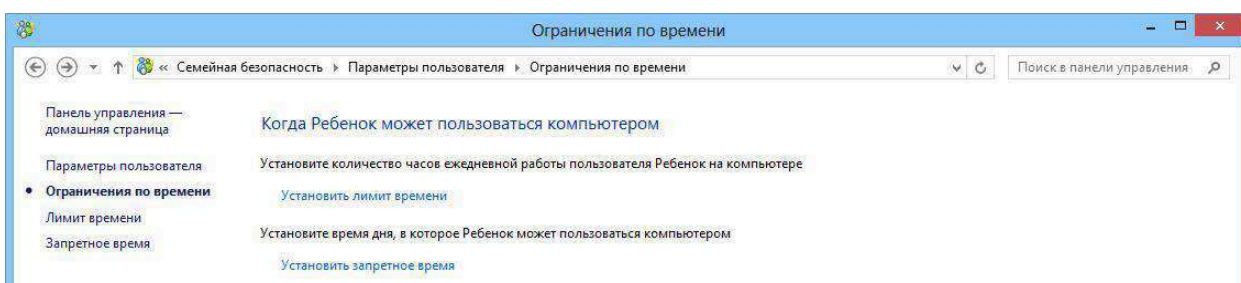 Ограничения по времени
« Семейная безопасность ▸ Параметры пользователя ▸ Ограничения по времени
Поиск в панели управления
Панель управления —
домашняя страница
Параметры пользователя
• Ограничения по времени
Лимит времени
Запретное время
Когда Ребенок может пользоваться компьютером
Установите количество часов ежедневной работы пользователя Ребенок на компьютере
Установить лимит времени
Установите время дня, в которое Ребенок может пользоваться компьютером
Установить запретное время